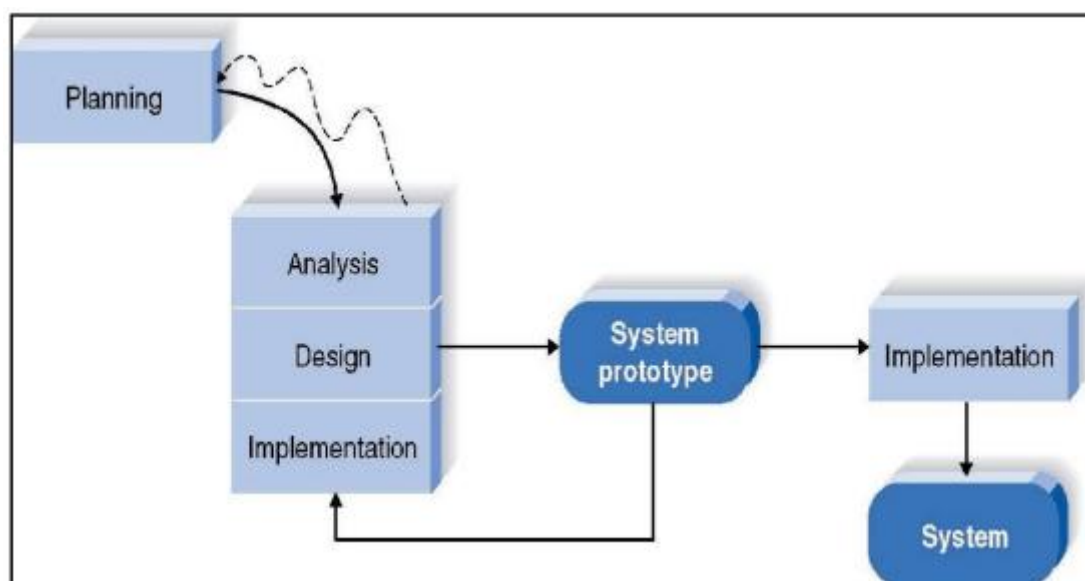 Planning
Analysis
Design
Implementation
System
prototype
Implementation
System